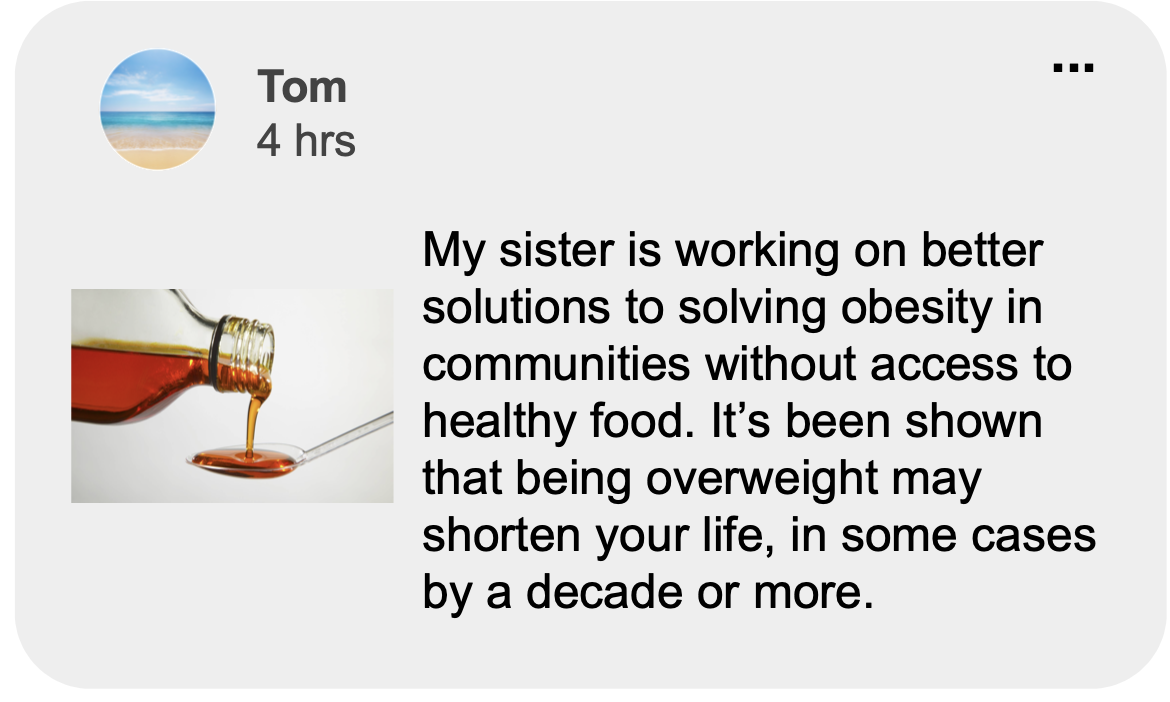 Tom
4 hrs
...
My sister is working on better
solutions to solving obesity in
communities without access to
healthy food. It’s been shown
that being overweight may
shorten your life, in some cases
by a decade or more.